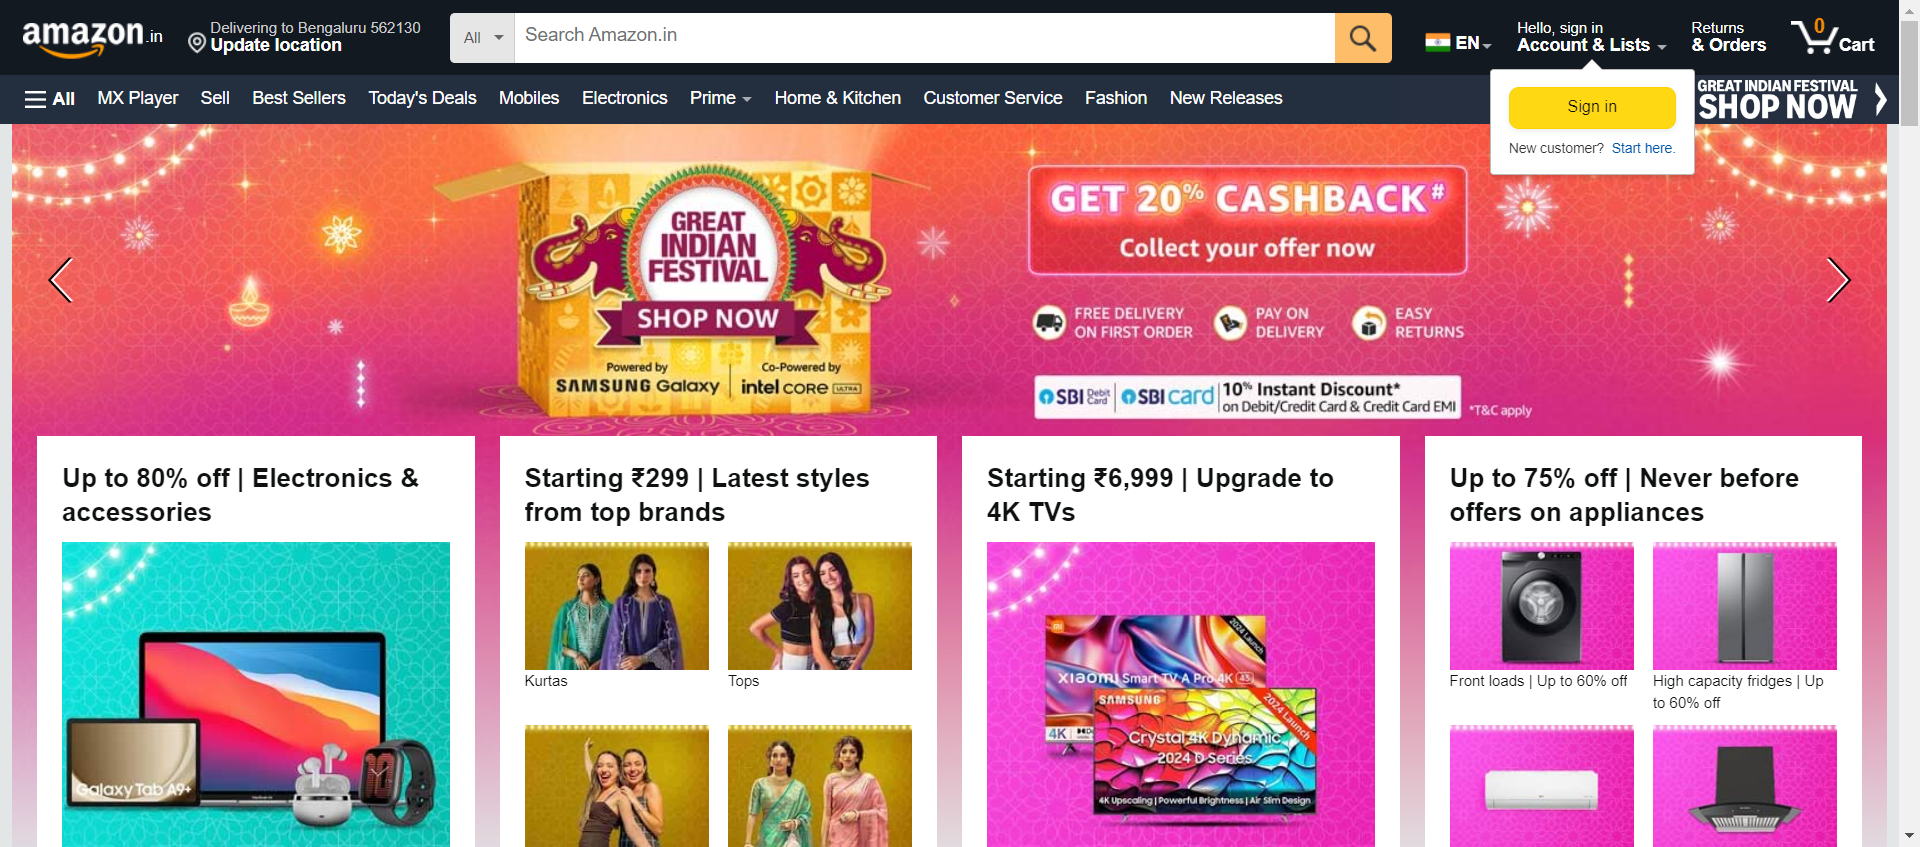 amazon.in
Delivering to Bengaluru 562130
Update location
All
Search Amazon.in
EN
Hello, sign in
Account & Lists
Returns
& Orders
0
Cart
All
MX Player
Sell
Best Sellers
Today's Deals
Mobiles
Electronics
Prime
Home & Kitchen
Customer Service
Fashion
New Releases
GREAT INDIAN FESTIVAL
SHOP NOW
Sign in
New customer? Start here.
GREAT
INDIAN
FESTIVAL
SHOP NOW
Powered by
SAMSUNG Galaxy
Co-Powered by
intel CORE ULTRA
GET 20% CASHBACK#
Collect your offer now
FREE DELIVERY
ON FIRST ORDER
PAY ON
DELIVERY
EASY
RETURNS
SBI Debit Card
SBI card
10% Instant Discount*
on Debit/Credit Card & Credit Card EMI
*T&C apply
Up to 80% off | Electronics &
accessories
Galaxy Tab A9+
Starting ₹299 | Latest styles
from top brands
Kurtas
Tops
Starting ₹6,999 | Upgrade to
4K TVs
mi
2024 Launch
xiaomi Smart TV A Pro 4K 43
4K
SAMSUNG
2024 Launch
Crystal 4K Dynamic
2024 D Series
4K Upscaling | Powerful Brightness | Air Slim Design
Up to 75% off | Never before
offers on appliances
Front loads | Up to 60% off
High capacity fridges | Up
to 60% off